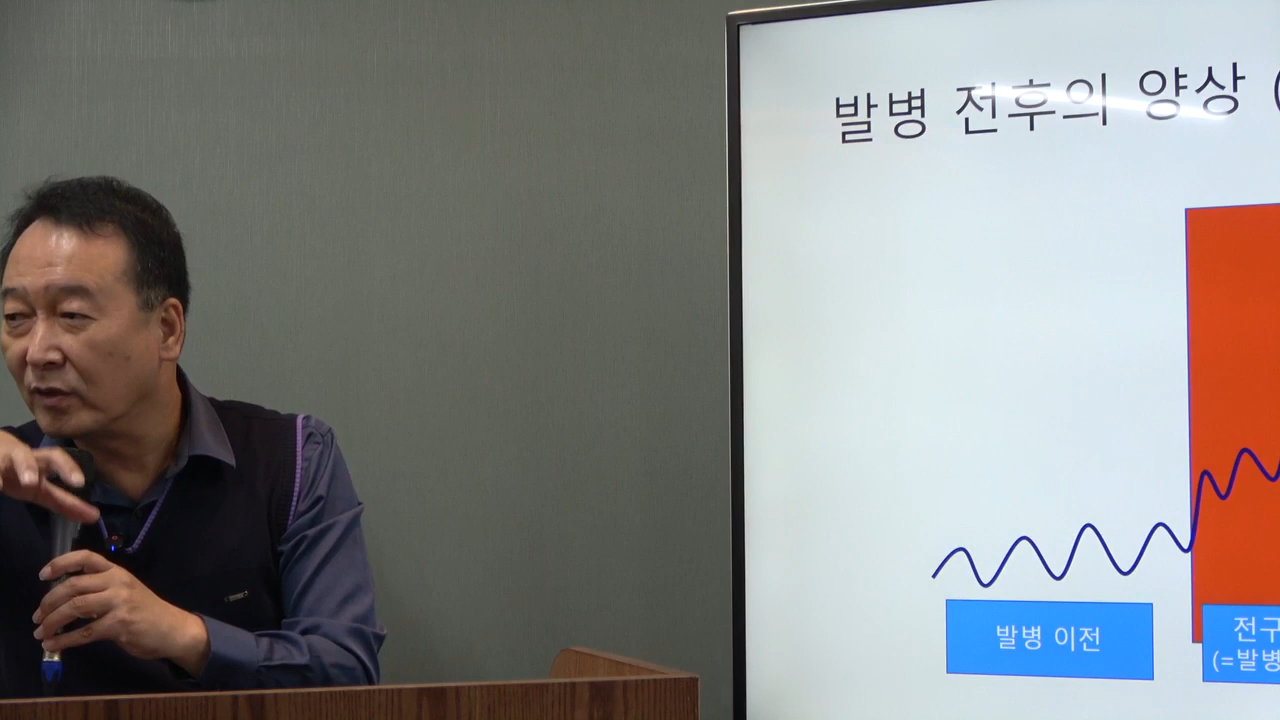 발병 전후의 양상 (
발병 이전
전구
(=발병